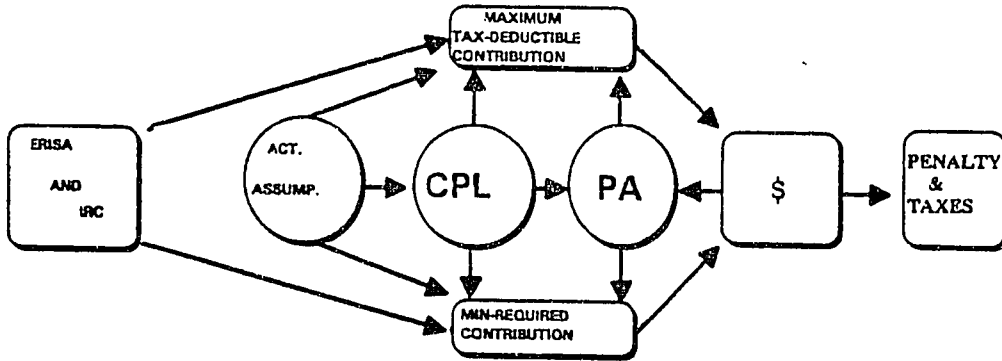 MAXIMUM
TAX-DEDUCTIBLE
CONTRIBUTION
ERISA
AND
IRC
ACT.
ASSUMP.
CPL
PA
$
PENALTY
&
TAXES
MIN-REQUIRED
CONTRIBUTION